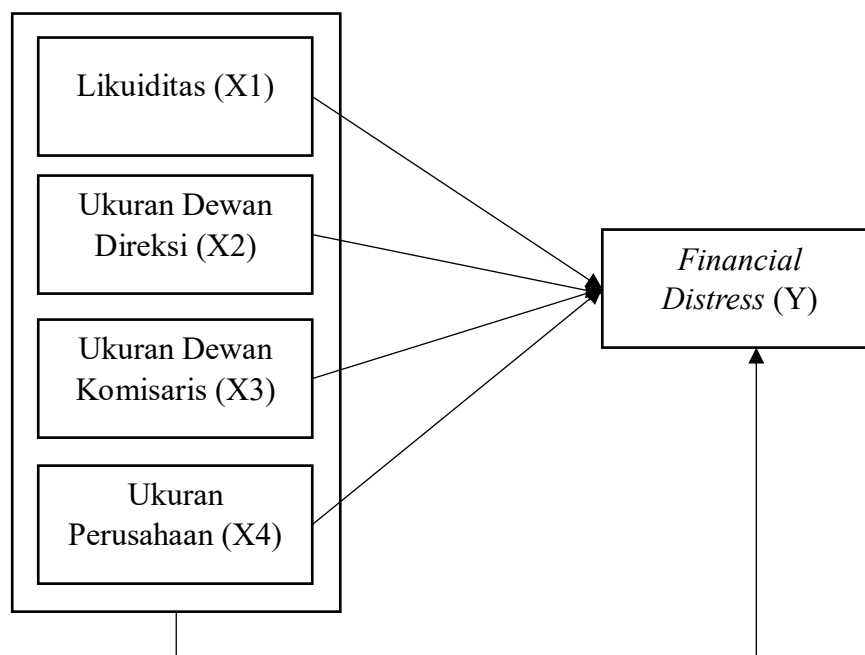 Likuiditas (X1)
Ukuran Dewan
Direksi (X2)
Ukuran Dewan
Komisaris (X3)
Ukuran
Perusahaan (X4)
Financial
Distress (Y)